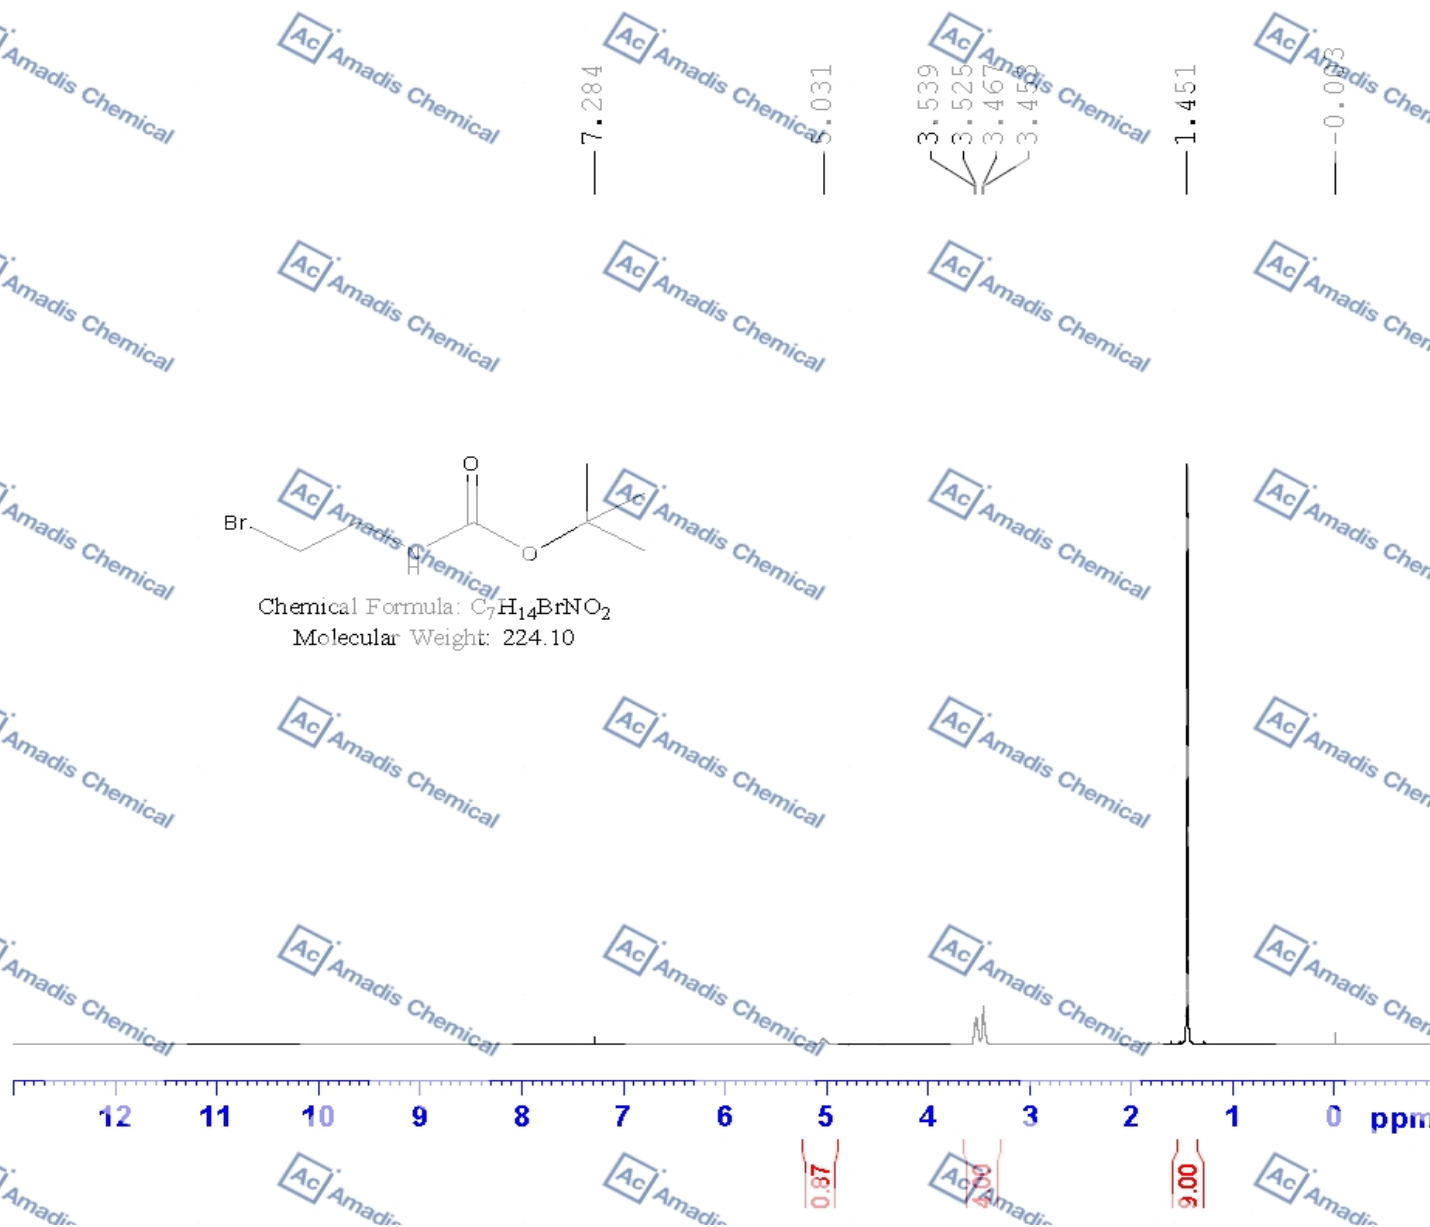 Ac Amadis Chemical
7.284
5.031
3.539
3.525
3.467
3.453
1.451
-0.003
O
Br
N
H
O
Chemical Formula: C₇H₁₄BrNO₂
Molecular Weight: 224.10
12 11 10 9 8 7 6 5 4 3 2 1 0 ppm
0.87
4.00
9.00